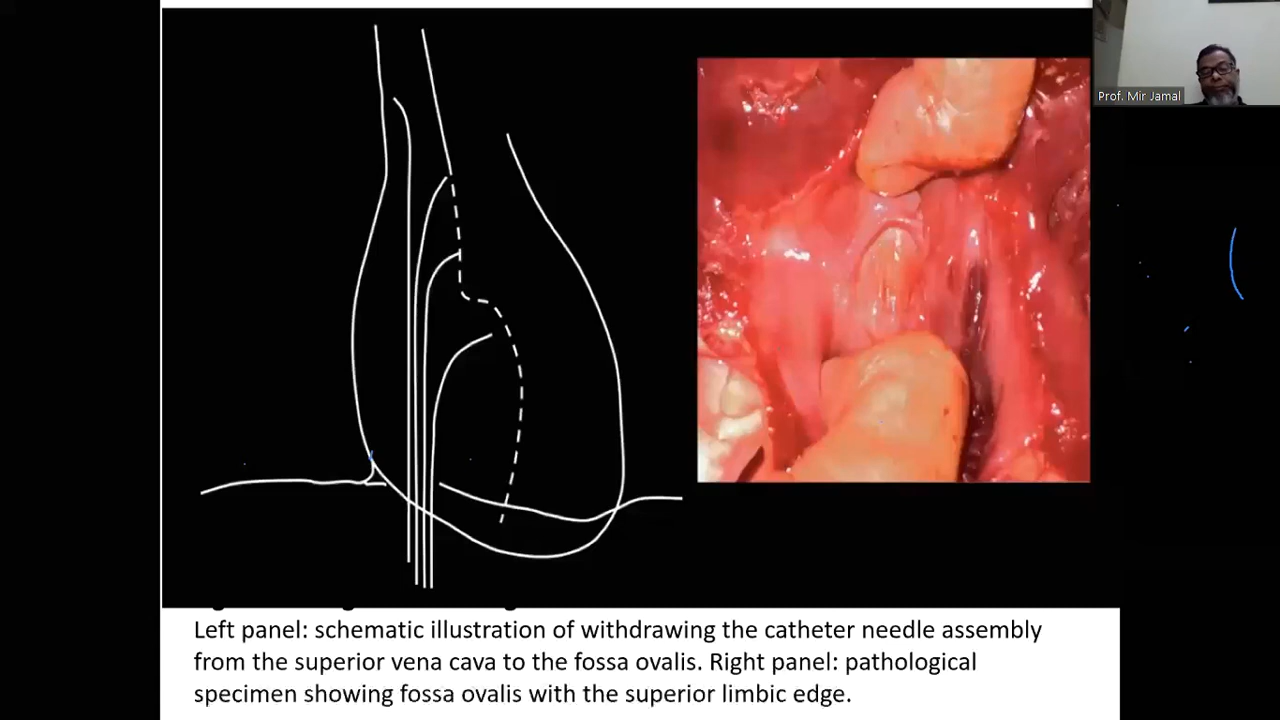 Prof. Mir Jamal
Left panel: schematic illustration of withdrawing the catheter needle assembly
from the superior vena cava to the fossa ovalis. Right panel: pathological
specimen showing fossa ovalis with the superior limbic edge.